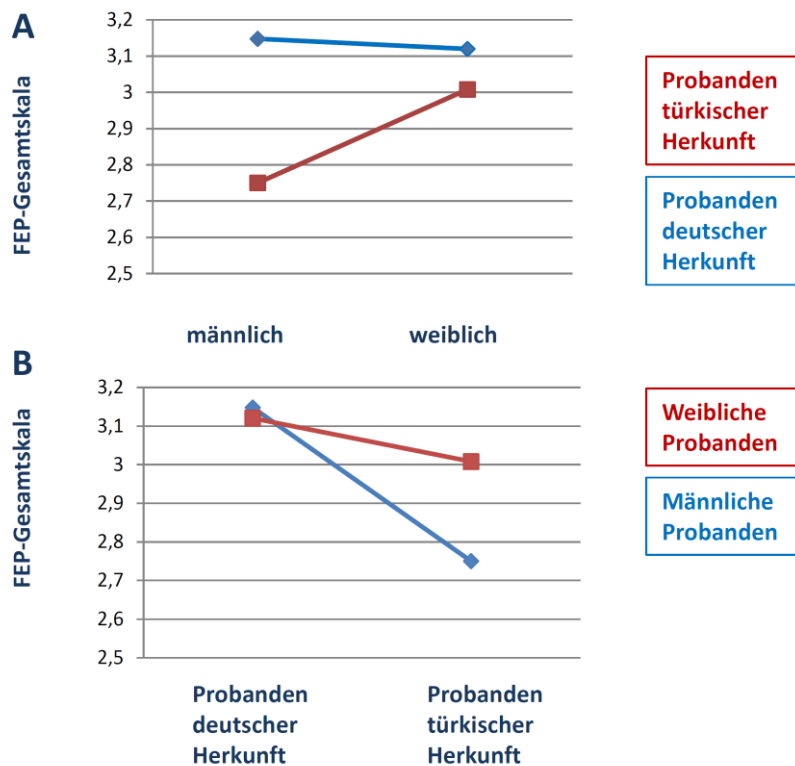 A
FEP-Gesamtskala
3,2
3,1
3
2,9
2,8
2,7
2,6
2,5
männlich
weiblich
Probanden
türkischer
Herkunft
Probanden
deutscher
Herkunft
B
FEP-Gesamtskala
3,2
3,1
3
2,9
2,8
2,7
2,6
2,5
Probanden
deutscher
Herkunft
Probanden
türkischer
Herkunft
Weibliche
Probanden
Männliche
Probanden